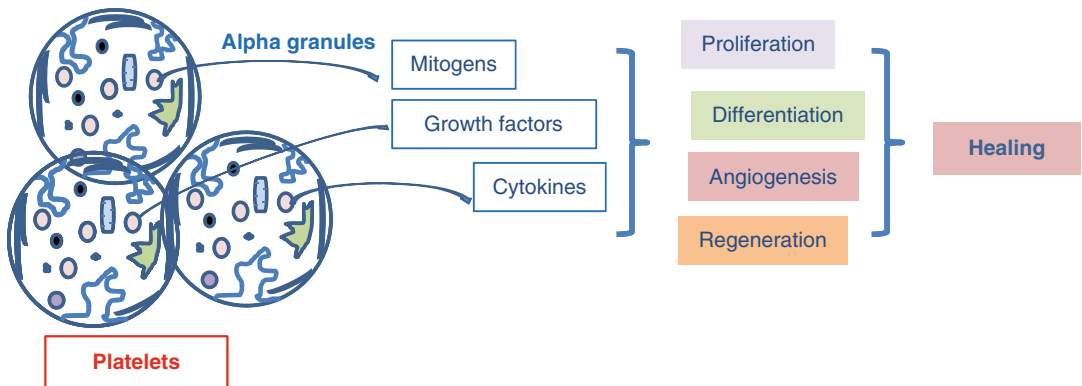 Alpha granules
Mitogens
Growth factors
Cytokines
Proliferation
Differentiation
Angiogenesis
Regeneration
Healing
Platelets